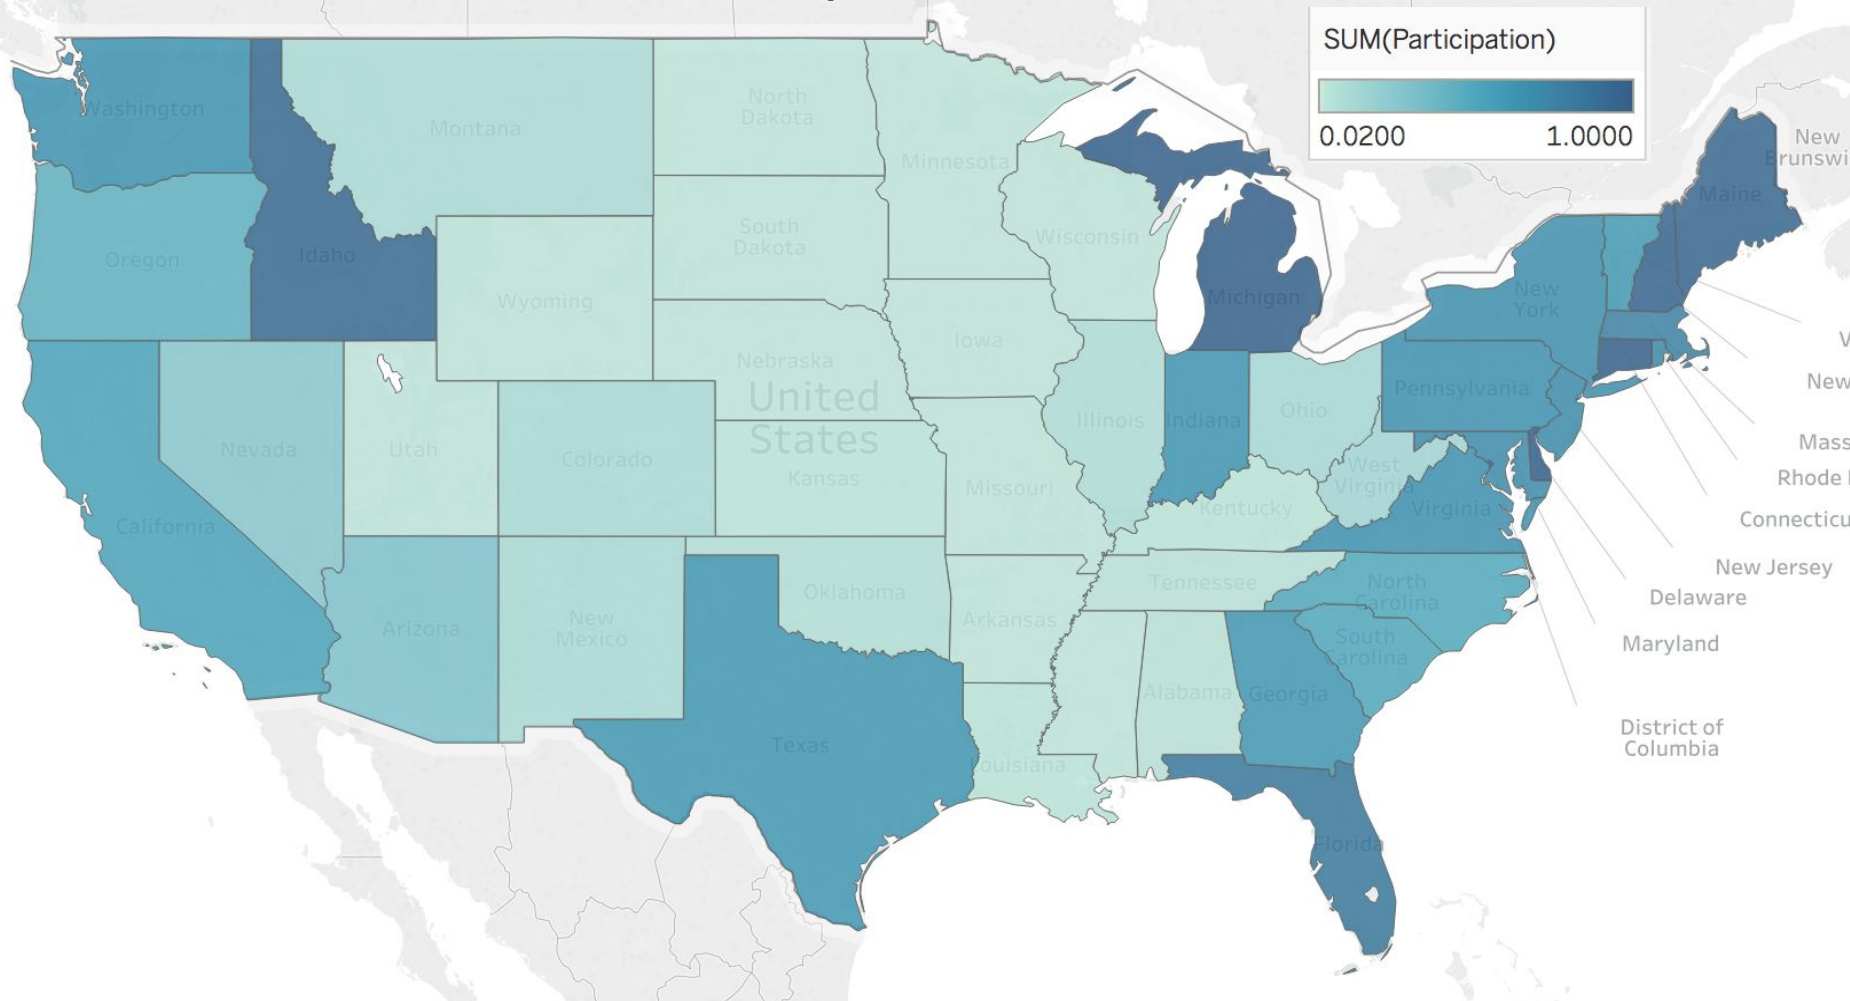 SUM(Participation)
0.0200 1.0000
Washington
Montana
North
Dakota
Minnesota
New
Brunswi
Maine
Oregon
Idaho
South
Dakota
Wisconsin
Michigan
New
York
Wyoming
Iowa
V
Nebraska
Pennsylvania
New
United
States
Nevada
Utah
Colorado
Illinois
Indiana
Ohio
Mass
Kansas
Missouri
West
Virginia
Rhode
Kentucky
Virginia
California
Connecticu
New Jersey
Oklahoma
Tennessee
North
Carolina
Delaware
Arizona
New
Mexico
Arkansas
South
Carolina
Maryland
Alabama
Georgia
Texas
Louisiana
District of
Columbia
Florida